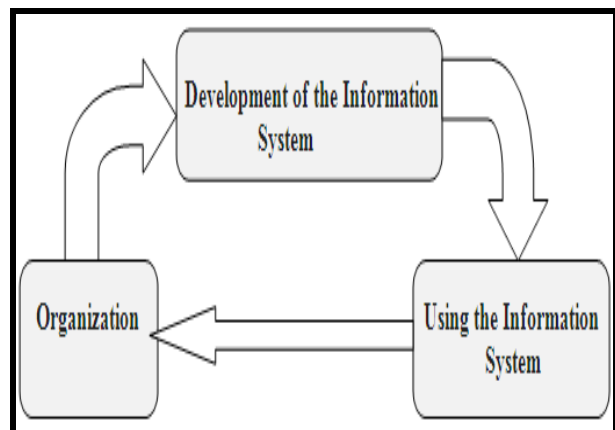 Development of the Information
System
Organization
Using the Information
System